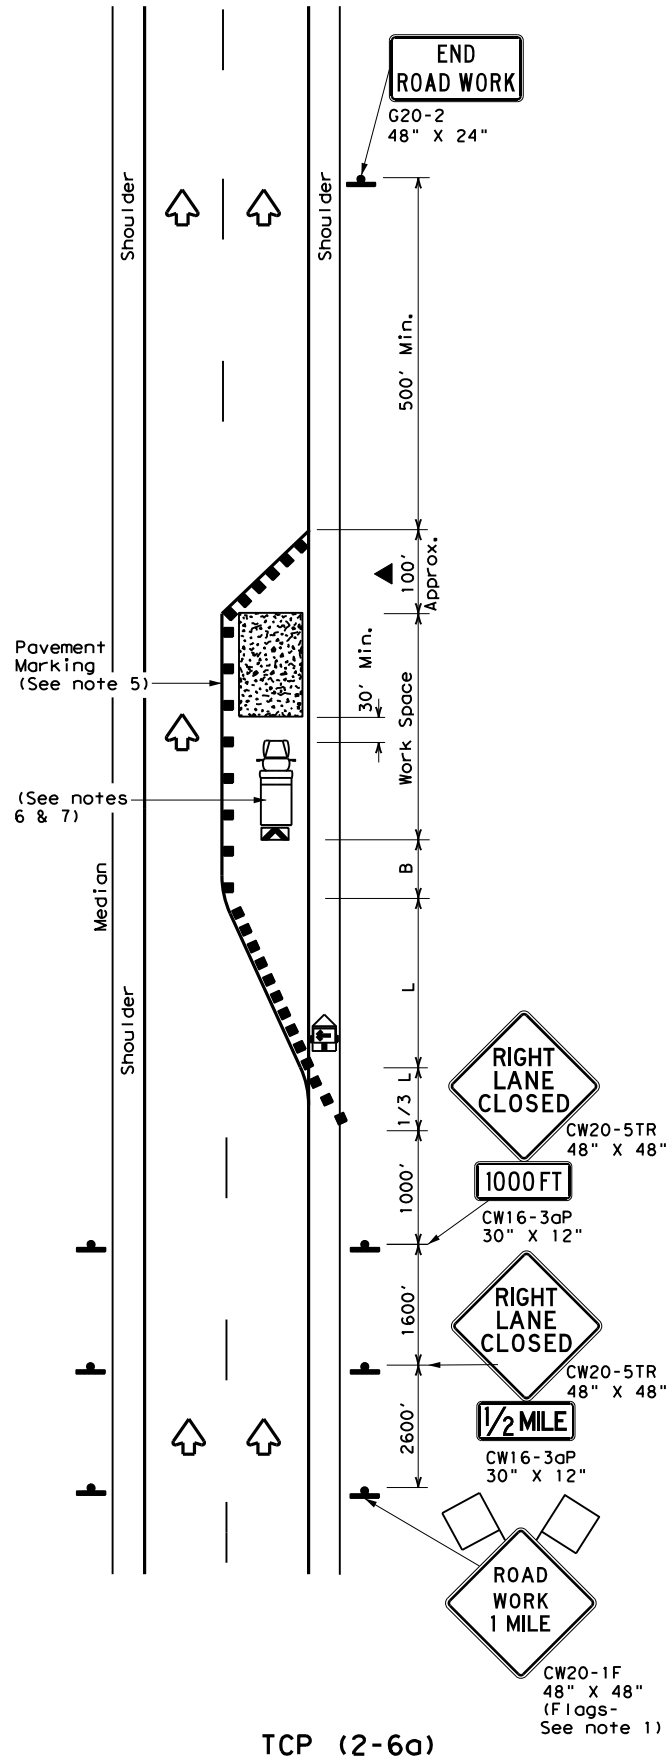 END
ROAD WORK
G20-2
48" X 24"
Shoulder
Shoulder
500' Min.
100'
Approx.
Pavement
Marking
(See note 5)
30' Min.
Work Space
(See notes
6 & 7)
B
Median
L
Shoulder
RIGHT
LANE
CLOSED
CW20-5TR
48" X 48"
1/3 L
1000 FT
CW16-3aP
30" X 12"
1000'
RIGHT
LANE
CLOSED
CW20-5TR
48" X 48"
1600'
1/2 MILE
CW16-3aP
30" X 12"
2600'
ROAD
WORK
1 MILE
CW20-1F
48" X 48"
(Flags-
See note 1)
TCP (2-6a)